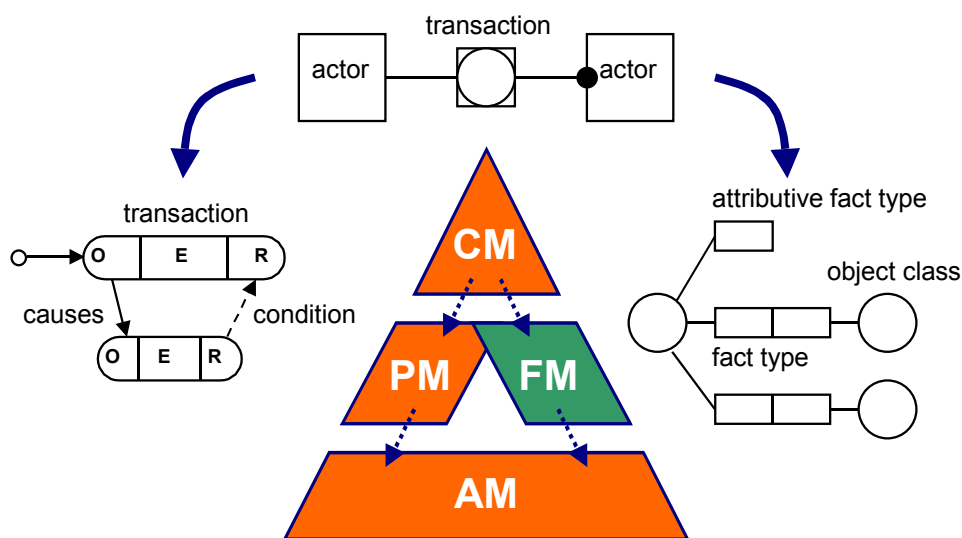 transaction
actor
actor
transaction
O E R
causes
condition
O E R
CM
PM
FM
AM
attributive fact type
object class
fact type